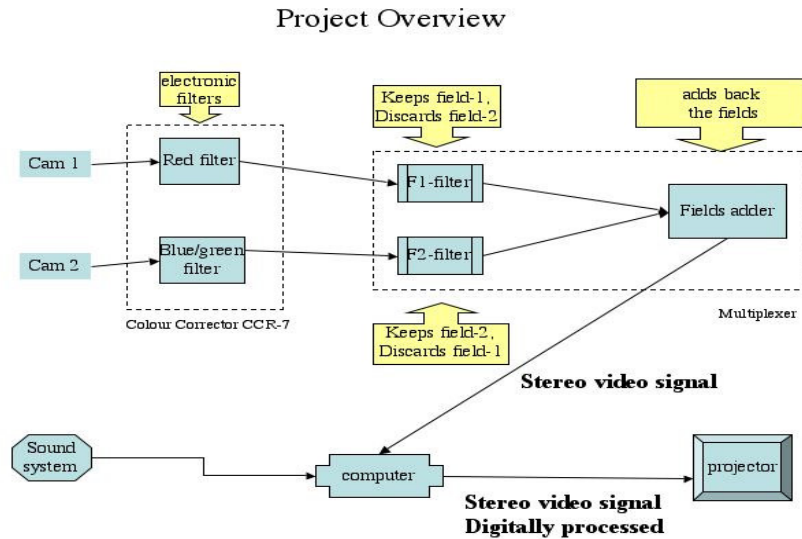 Project Overview
electronic
filters
Keeps field-1,
Discards field-2
adds back
the fields
Cam 1
Red filter
F1-filter
Fields adder
Cam 2
Blue/green
filter
F2-filter
Colour Corrector CCR-7
Multiplexer
Keeps field-2,
Discards field-1
Stereo video signal
Sound
system
computer
projector
Stereo video signal
Digitally processed